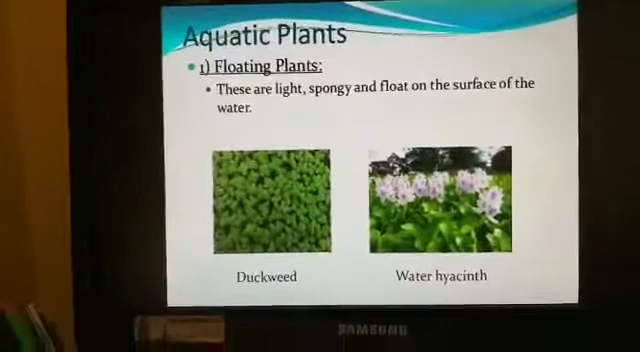 Aquatic Plants
• 1) Floating Plants:
• These are light, spongy and float on the surface of the
water.
Duckweed
Water hyacinth
SAMSUNG